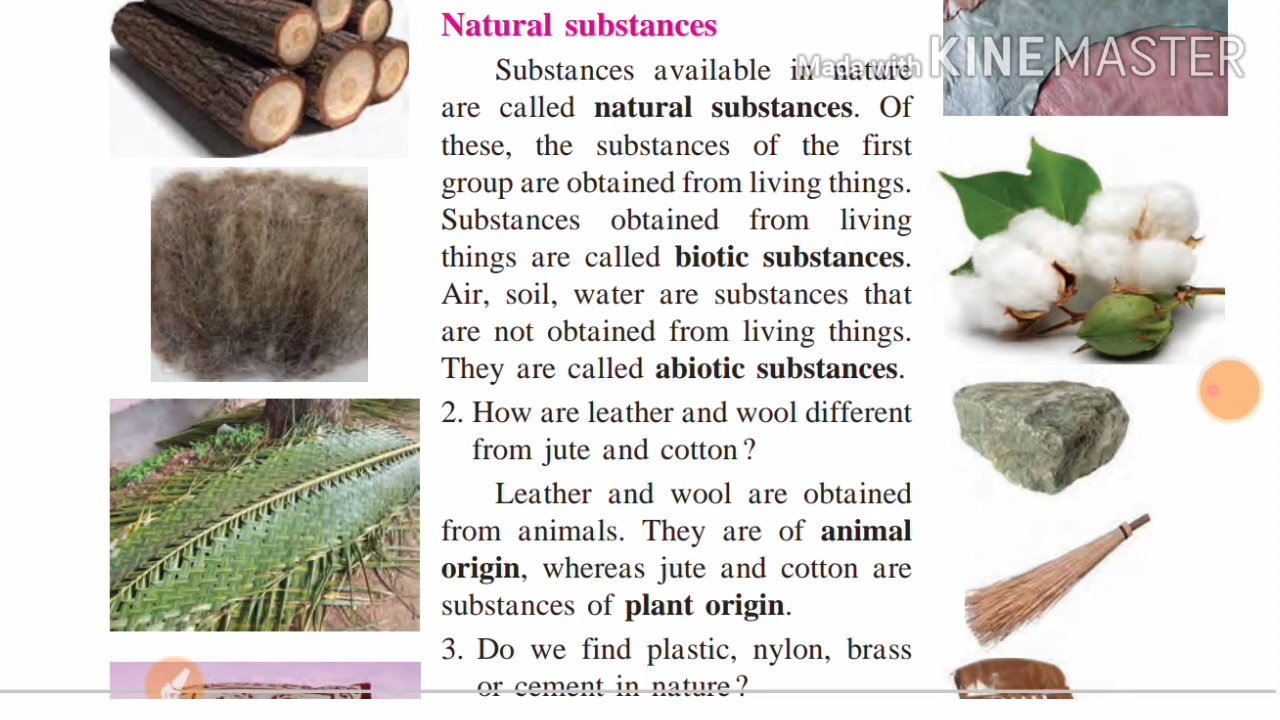 Natural substances
Made with KINEMASTER
Substances available in nature
are called natural substances. Of
these, the substances of the first
group are obtained from living things.
Substances obtained from living
things are called biotic substances.
Air, soil, water are substances that
are not obtained from living things.
They are called abiotic substances.
2. How are leather and wool different
from jute and cotton?
Leather and wool are obtained
from animals. They are of animal
origin, whereas jute and cotton are
substances of plant origin.
3. Do we find plastic, nylon, brass
or cement in nature?